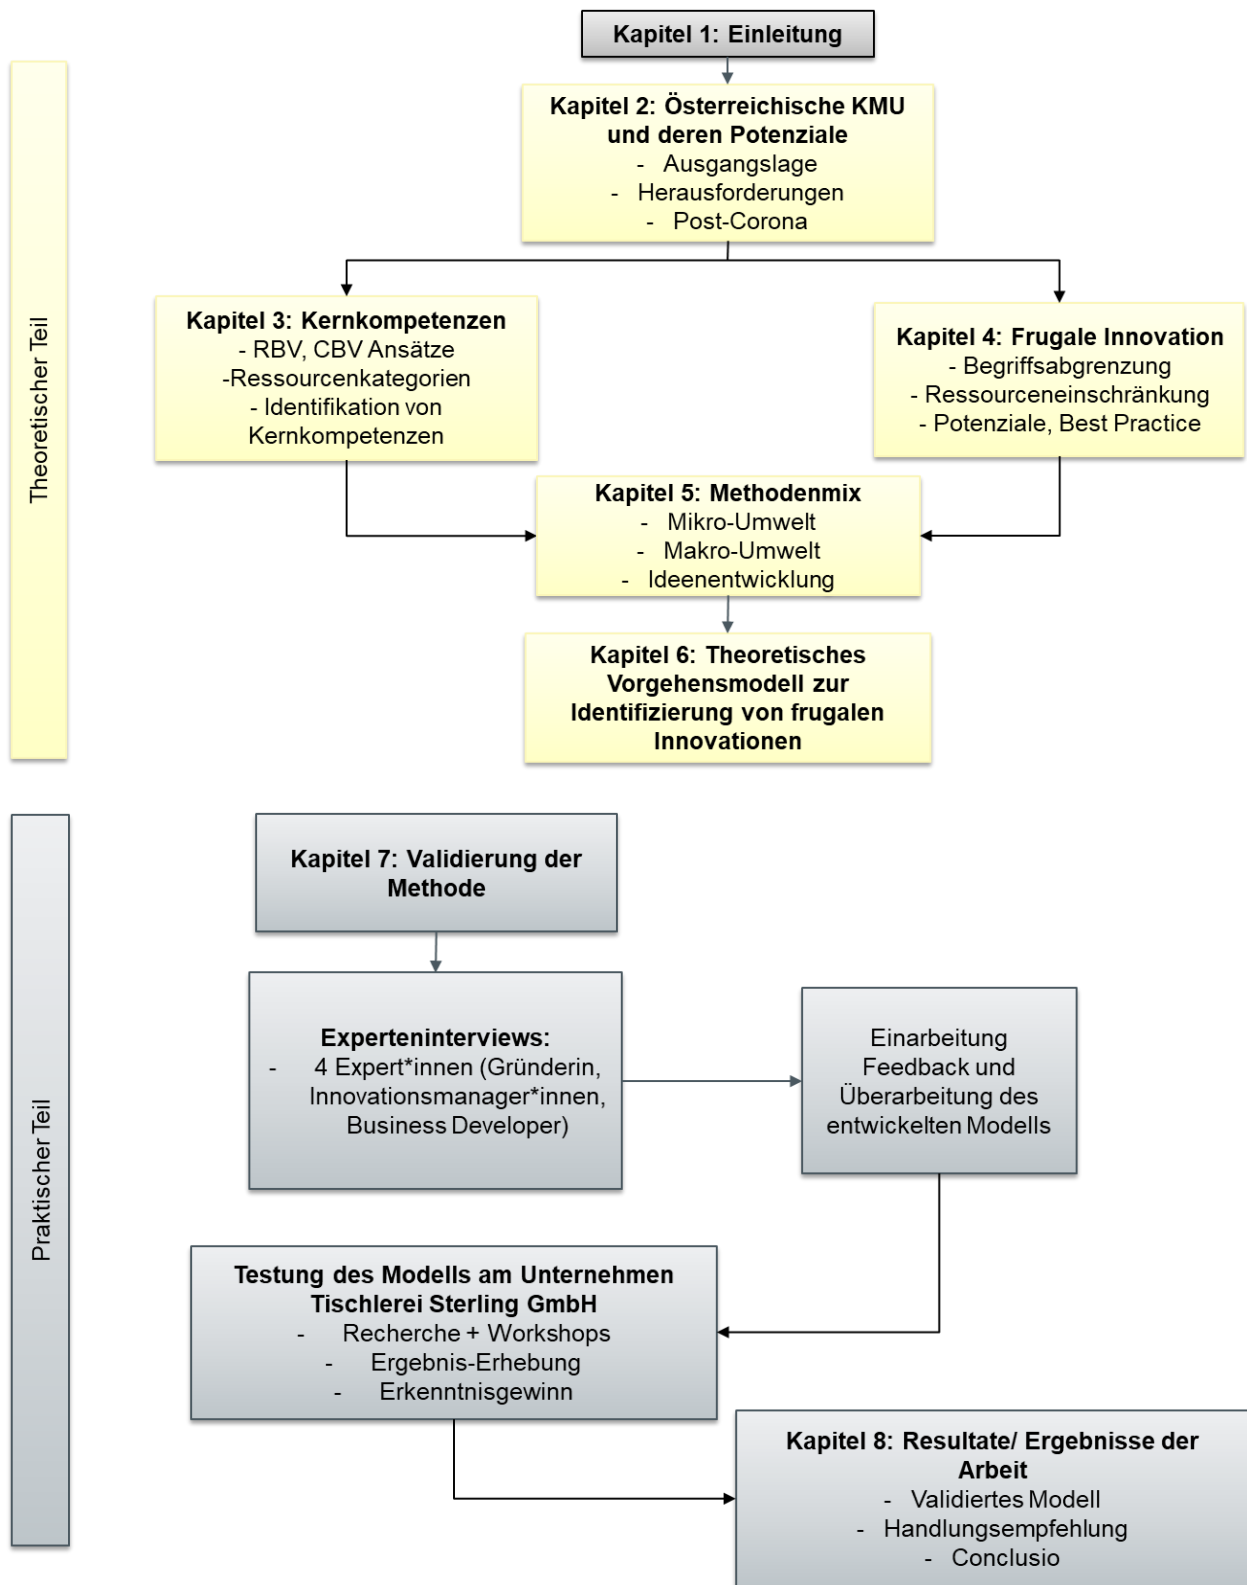 Kapitel 1: Einleitung
Theoretischer Teil
Kapitel 2: Österreichische KMU
und deren Potenziale
- Ausgangslage
- Herausforderungen
- Post-Corona
Kapitel 3: Kernkompetenzen
- RBV, CBV Ansätze
-Ressourcenkategorien
- Identifikation von
Kernkompetenzen
Kapitel 4: Frugale Innovation
- Begriffsabgrenzung
- Ressourceneinschränkung
- Potenziale, Best Practice
Kapitel 5: Methodenmix
- Mikro-Umwelt
- Makro-Umwelt
- Ideenentwicklung
Kapitel 6: Theoretisches
Vorgehensmodell zur
Identifizierung von frugalen
Innovationen
Praktischer Teil
Kapitel 7: Validierung der
Methode
Experteninterviews:
- 4 Expert*innen (Gründerin,
Innovationsmanager*innen,
Business Developer)
Einarbeitung
Feedback und
Überarbeitung des
entwickelten Modells
Testung des Modells am Unternehmen
Tischlerei Sterling GmbH
- Recherche + Workshops
- Ergebnis-Erhebung
- Erkenntnisgewinn
Kapitel 8: Resultate/ Ergebnisse der
Arbeit
- Validiertes Modell
- Handlungsempfehlung
- Conclusio